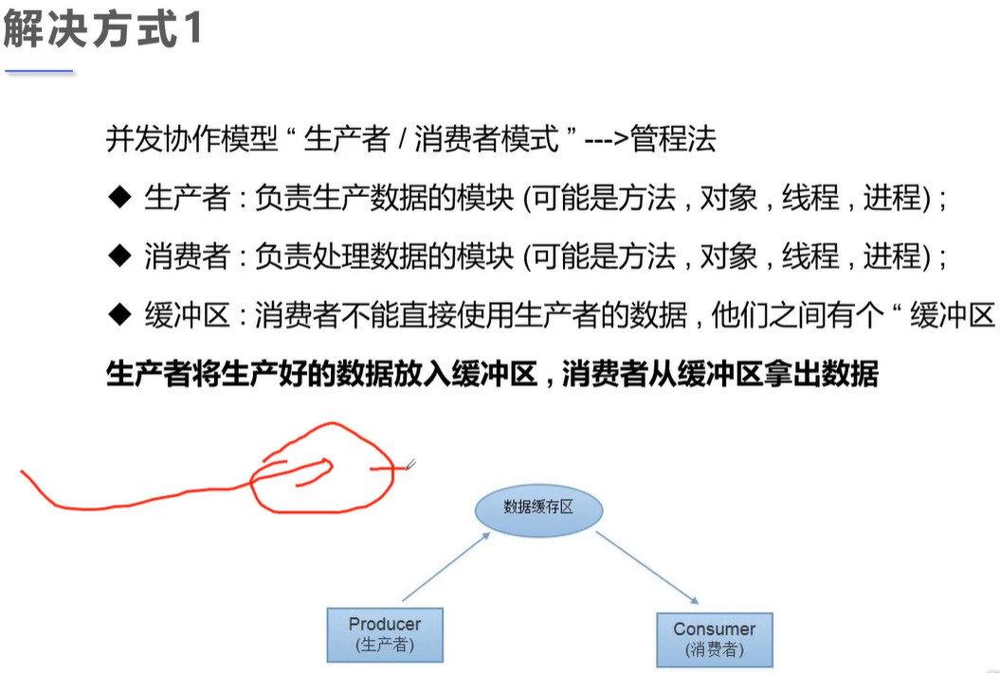 解决方式1
并发协作模型 “ 生产者 / 消费者模式 ” --->管程法
◆ 生产者 : 负责生产数据的模块 (可能是方法 , 对象 , 线程 , 进程) ;
◆ 消费者 : 负责处理数据的模块 (可能是方法 , 对象 , 线程 , 进程) ;
◆ 缓冲区 : 消费者不能直接使用生产者的数据 , 他们之间有个 “ 缓冲区
生产者将生产好的数据放入缓冲区 , 消费者从缓冲区拿出数据
数据缓存区
Producer
(生产者)
Consumer
(消费者)